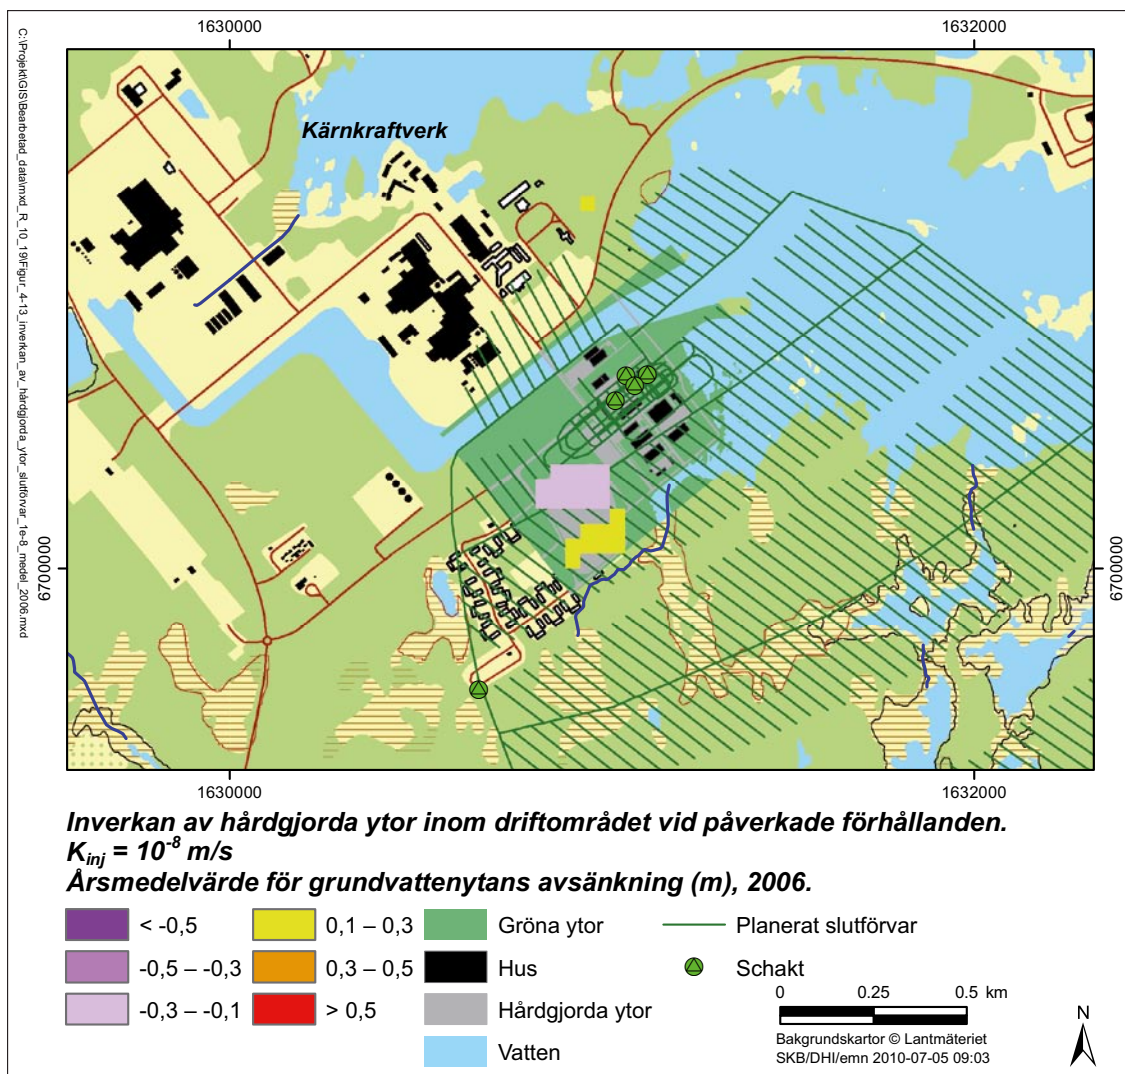 1630000
1632000
C:\Projekt\GIS\Bearbetad_data\mxd_R_10_19\Figur_4-13_inverkan_av_hårdgjorda_ytor_slutförvar_1e-8_medel_2006.mxd
Kärnkraftverk
6700000
6700000
1630000
1632000
Inverkan av hårdgjorda ytor inom driftområdet vid påverkade förhållanden.
K_inj = 10^-8 m/s
Årsmedelvärde för grundvattenytans avsänkning (m), 2006.
< -0,5
0,1 – 0,3
Gröna ytor
Planerat slutförvar
-0,5 – -0,3
0,3 – 0,5
Hus
Schakt
-0,3 – -0,1
> 0,5
Hårdgjorda ytor
Vatten
0 0.25 0.5 km
Bakgrundskartor © Lantmäteriet
SKB/DHI/emn 2010-07-05 09:03
N